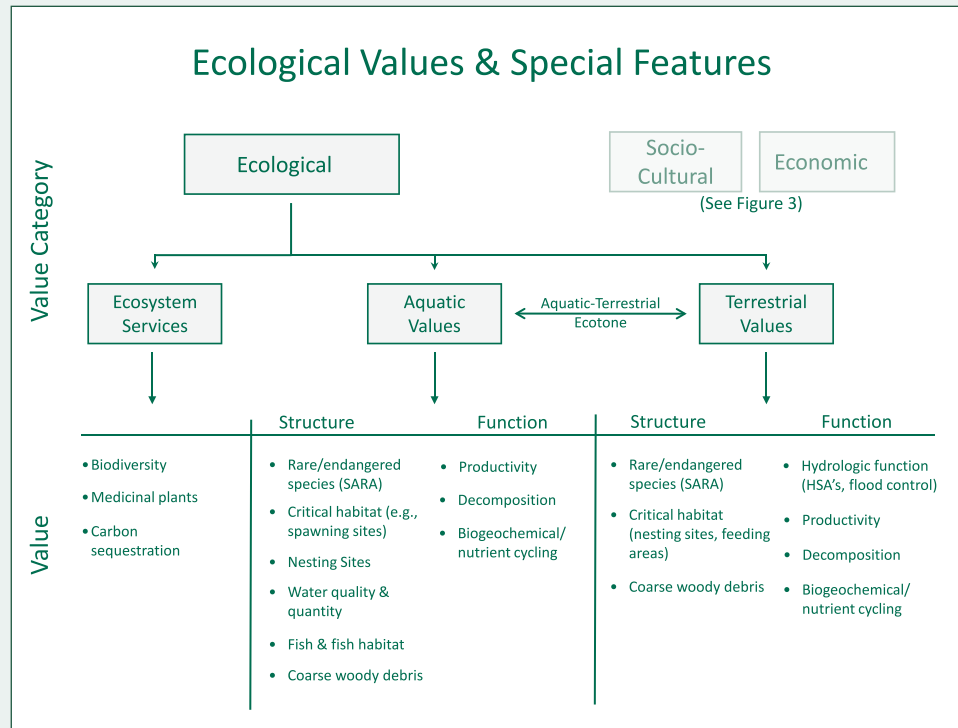 Ecological Values & Special Features
Value Category
Ecological
Socio-
Cultural
Economic
(See Figure 3)
Ecosystem
Services
Aquatic
Values
Aquatic-Terrestrial
Ecotone
Terrestrial
Values
Value
Structure
Function
Structure
Function
• Biodiversity
• Medicinal plants
• Carbon
sequestration
• Rare/endangered
species (SARA)
• Critical habitat (e.g.,
spawning sites)
• Nesting Sites
• Water quality &
quantity
• Fish & fish habitat
• Coarse woody debris
• Productivity
• Decomposition
• Biogeochemical/
nutrient cycling
• Rare/endangered
species (SARA)
• Critical habitat
(nesting sites, feeding
areas)
• Coarse woody debris
• Hydrologic function
(HSA's, flood control)
• Productivity
• Decomposition
• Biogeochemical/
nutrient cycling